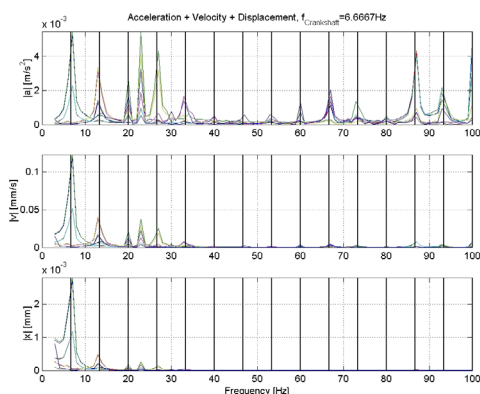 Acceleration + Velocity + Displacement, f_Crankshaft=6.6667Hz
x 10^-3
|a| [m/s^2]
4
2
0
0 10 20 30 40 50 60 70 80 90 100
|v| [mm/s]
0.1
0.05
0
0 10 20 30 40 50 60 70 80 90 100
x 10^-3
|x| [mm]
2
1
0
0 10 20 30 40 50 60 70 80 90 100
Frequency [Hz]